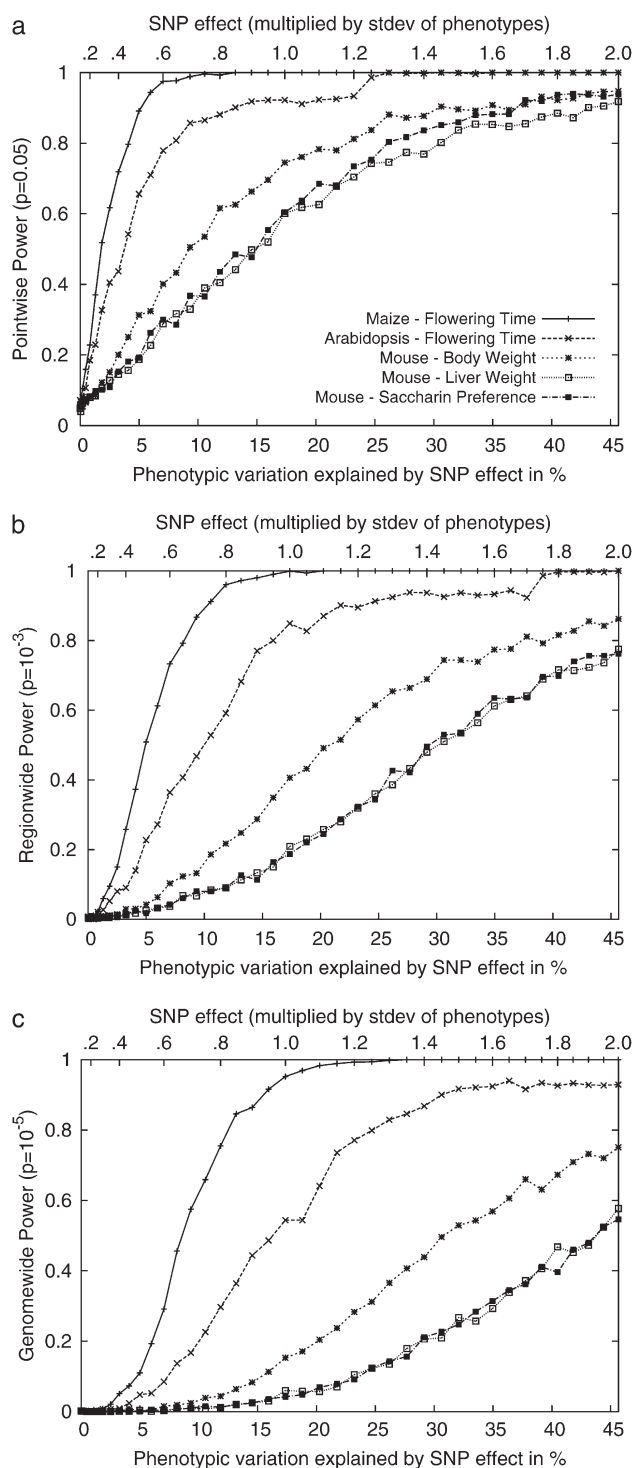 a
SNP effect (multiplied by stdev of phenotypes)
.2 .4 .6 .8 1.0 1.2 1.4 1.6 1.8 2.0
Pointwise Power (p=0.05)
1
0.8
0.6
0.4
0.2
0
Maize - Flowering Time
Arabidopsis - Flowering Time
Mouse - Body Weight
Mouse - Liver Weight
Mouse - Saccharin Preference
0 5 10 15 20 25 30 35 40 45
Phenotypic variation explained by SNP effect in %
b
SNP effect (multiplied by stdev of phenotypes)
.2 .4 .6 .8 1.0 1.2 1.4 1.6 1.8 2.0
Regionwide Power (p=10-3)
1
0.8
0.6
0.4
0.2
0
0 5 10 15 20 25 30 35 40 45
Phenotypic variation explained by SNP effect in %
c
SNP effect (multiplied by stdev of phenotypes)
.2 .4 .6 .8 1.0 1.2 1.4 1.6 1.8 2.0
Genomewide Power (p=10-5)
1
0.8
0.6
0.4
0.2
0
0 5 10 15 20 25 30 35 40 45
Phenotypic variation explained by SNP effect in %